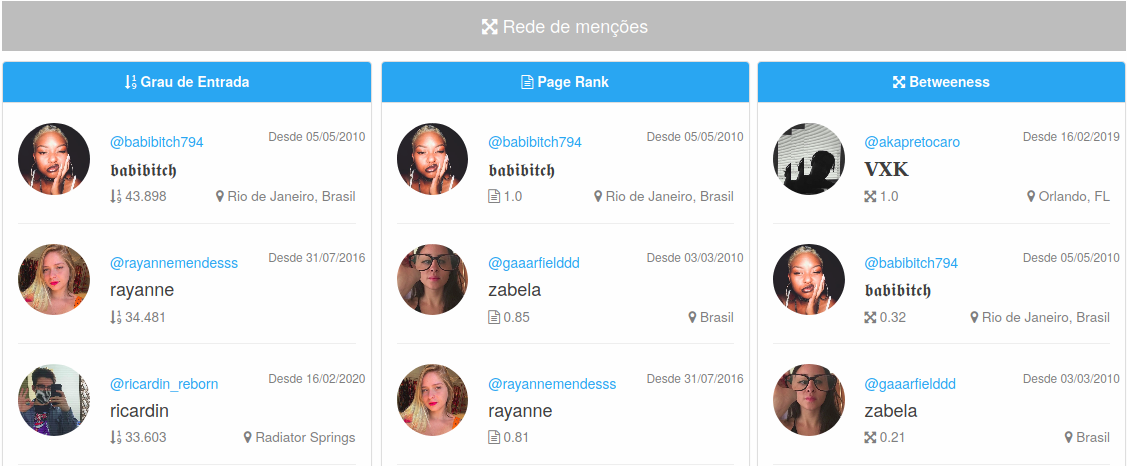 Rede de menções
Grau de Entrada
@babibitch794
Desde 05/05/2010
𝖇𝖆𝖇𝖎𝖇𝖎𝖙𝖈𝖍
43.898
Rio de Janeiro, Brasil
@rayannemendesss
Desde 31/07/2016
rayanne
34.481
@ricardin_reborn
Desde 16/02/2020
ricardin
33.603
Radiator Springs
Page Rank
@babibitch794
Desde 05/05/2010
𝖇𝖆𝖇𝖎𝖇𝖎𝖙𝖈𝖍
1.0
Rio de Janeiro, Brasil
@gaaarfielddd
Desde 03/03/2010
zabela
0.85
Brasil
@rayannemendesss
Desde 31/07/2016
rayanne
0.81
Betweeness
@akapretocaro
Desde 16/02/2019
𝐕𝐗𝐊
1.0
Orlando, FL
@babibitch794
Desde 05/05/2010
𝖇𝖆𝖇𝖎𝖇𝖎𝖙𝖈𝖍
0.32
Rio de Janeiro, Brasil
@gaaarfielddd
Desde 03/03/2010
zabela
0.21
Brasil